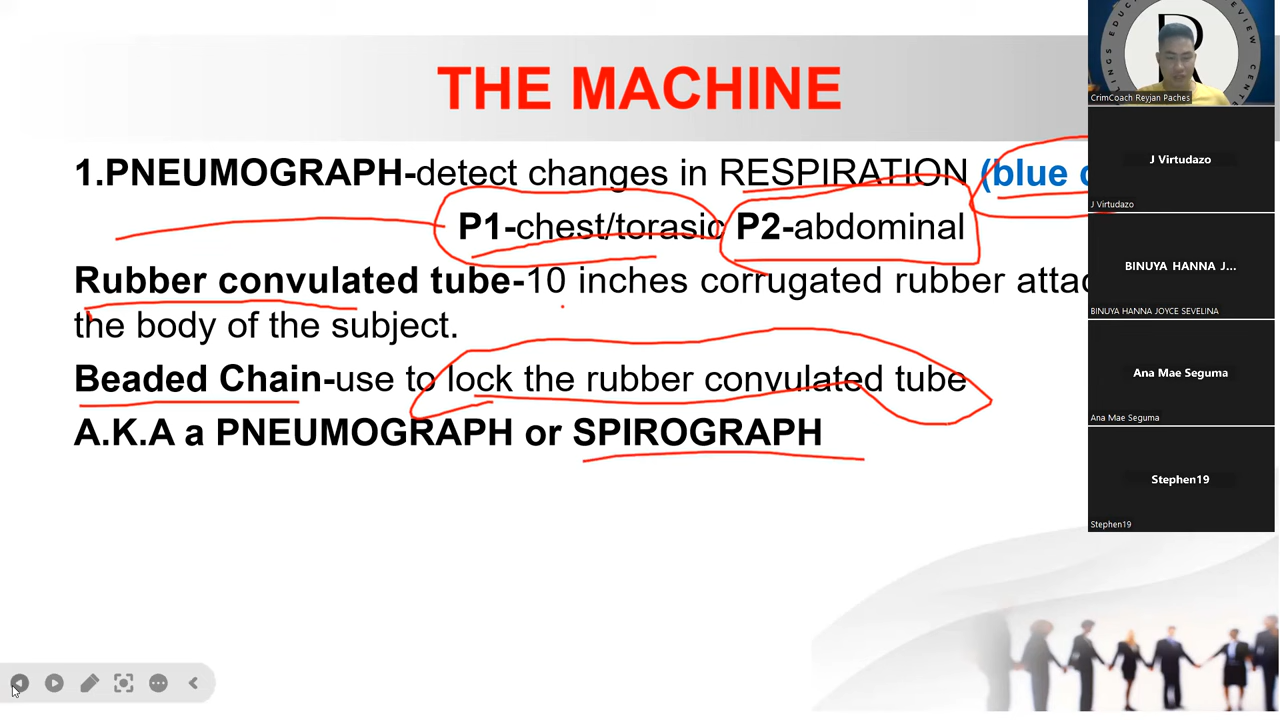 THE MACHINE
1.PNEUMOGRAPH-detect changes in RESPIRATION (blue
P1-chest/torasic P2-abdominal
Rubber convulated tube-10 inches corrugated rubber
the body of the subject.
Beaded Chain-use to lock the rubber convulated tube
A.K.A a PNEUMOGRAPH or SPIROGRAPH
R
CrimCoach Reyjan Paches
J Virtudazo
J Virtudazo
BINUYA HANNA J...
BINUYA HANNA JOYCE SEVELINA
Ana Mae Seguma
Ana Mae Seguma
Stephen19
Stephen19